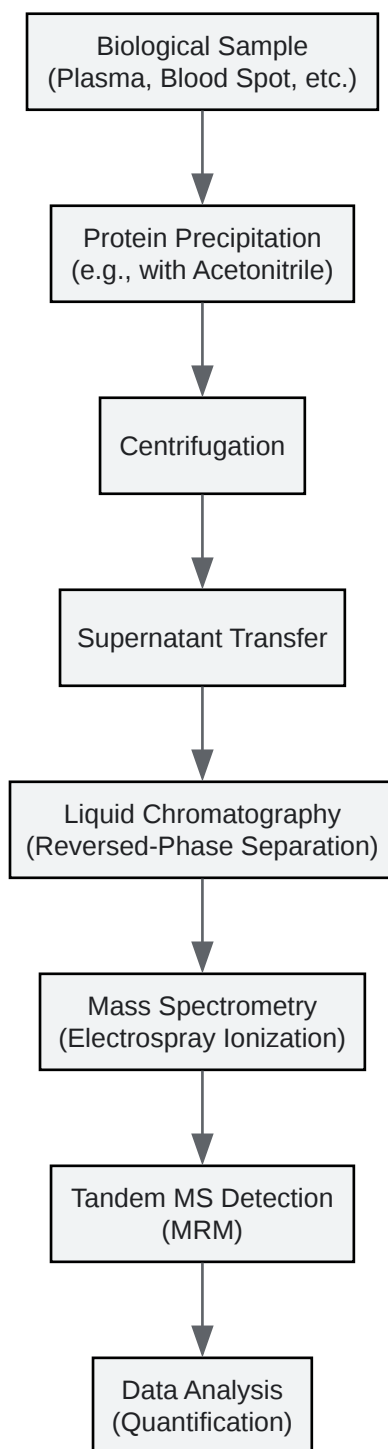 Biological Sample
(Plasma, Blood Spot, etc.)
Protein Precipitation
(e.g., with Acetonitrile)
Centrifugation
Supernatant Transfer
Liquid Chromatography
(Reversed-Phase Separation)
Mass Spectrometry
(Electrospray Ionization)
Tandem MS Detection
(MRM)
Data Analysis
(Quantification)